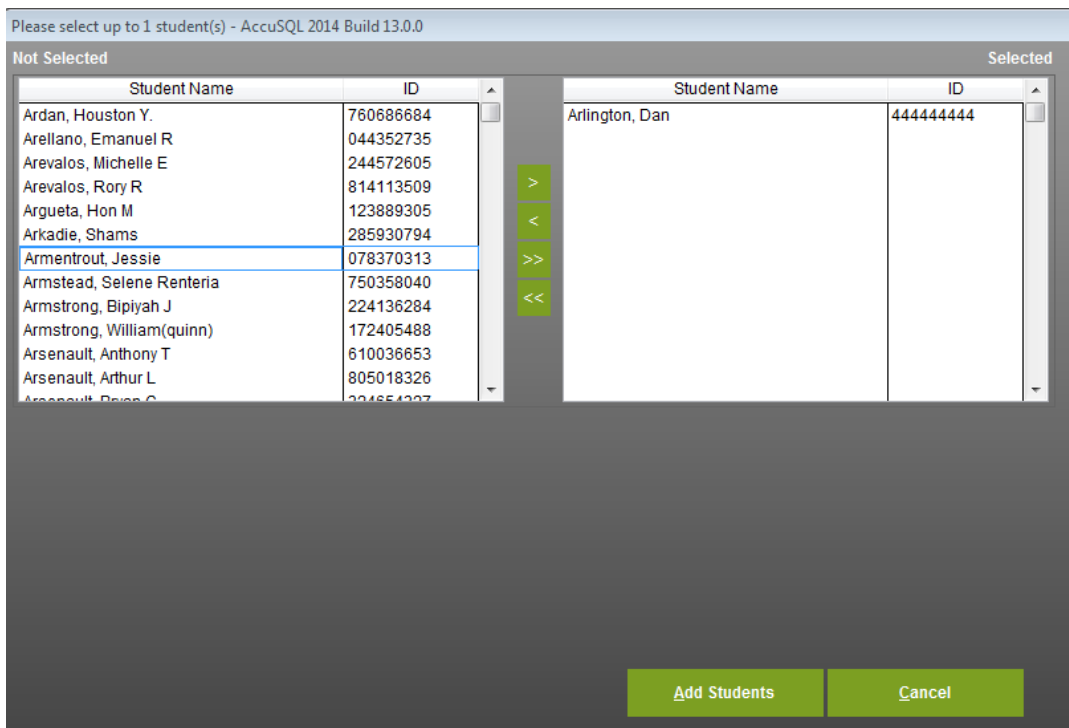 Please select up to 1 student(s) - AccuSQL 2014 Build 13.0.0
Not Selected Selected
Student Name ID Student Name ID
Ardan, Houston Y. 760686684 Arlington, Dan 444444444
Arellano, Emanuel R 044352735
Arevalos, Michelle E 244572605
Arevalos, Rory R 814113509
>
Argueta, Hon M 123889305
<
Arkadie, Shams 285930794
Armentrout, Jessie 078370313 >>
Armstead, Selene Renteria 750358040
<<
Armstrong, Bipiyah J 224136284
Armstrong, William(quinn) 172405488
Arsenault, Anthony T 610036653
Arsenault, Arthur L 805018326
Add Students Cancel